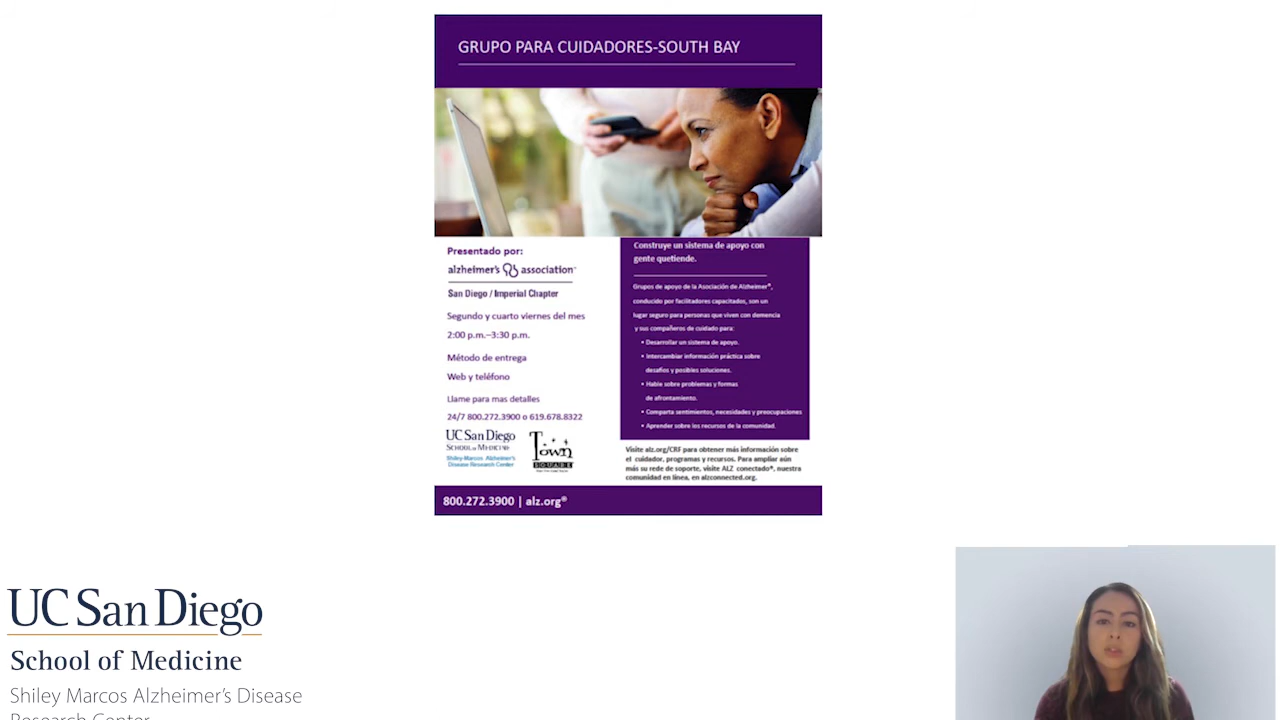 GRUPO PARA CUIDADORES-SOUTH BAY
Presentado por:
alzheimer's association
San Diego / Imperial Chapter
Segundo y cuarto viernes del mes
2:00 p.m.–3:30 p.m.
Método de entrega
Web y teléfono
Llame para mas detalles
24/7 800.272.3900 o 619.678.8322
UC San Diego
SCHOOL OF MEDICINE
Shiley-Marcos Alzheimer's
Disease Research Center
Town
SQUARE
Construye un sistema de apoyo con
gente quetiende.
Grupos de apoyo de la Asociación de Alzheimer®,
conducido por facilitadores capacitados, son un
lugar seguro para personas que viven con demencia
y sus compañeros de cuidado para:
• Desarrollar un sistema de apoyo.
• Intercambiar información práctica sobre
desafíos y posibles soluciones.
• Hable sobre problemas y formas
de afrontamiento.
• Comparta sentimientos, necesidades y preocupaciones
• Aprender sobre los recursos de la comunidad.
Visite alz.org/CRF para obtener más información sobre
el cuidador, programas y recursos. Para ampliar aún
más su rede de soporte, visite ALZ conectado®, nuestra
comunidad en línea, en alzconnected.org.
800.272.3900 | alz.org®
UC San Diego
School of Medicine
Shiley Marcos Alzheimer's Disease
Research Center